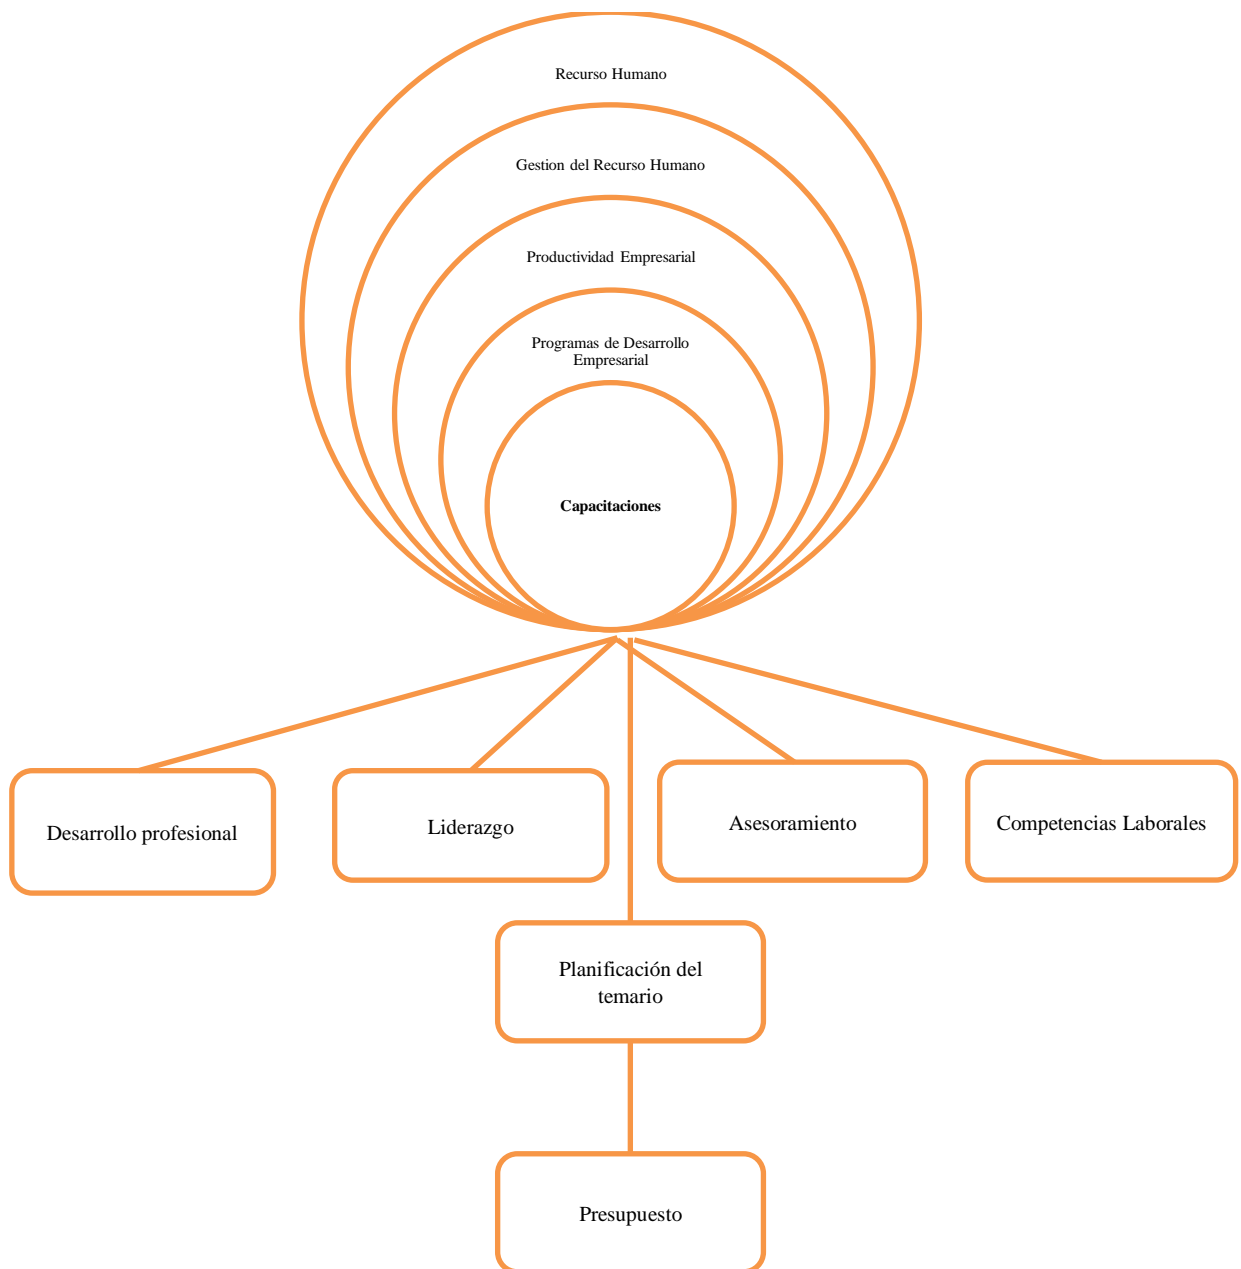 Recurso Humano
Gestion del Recurso Humano
Productividad Empresarial
Programas de Desarrollo
Empresarial
Capacitaciones
Desarrollo profesional
Liderazgo
Asesoramiento
Competencias Laborales
Planificación del
temario
Presupuesto